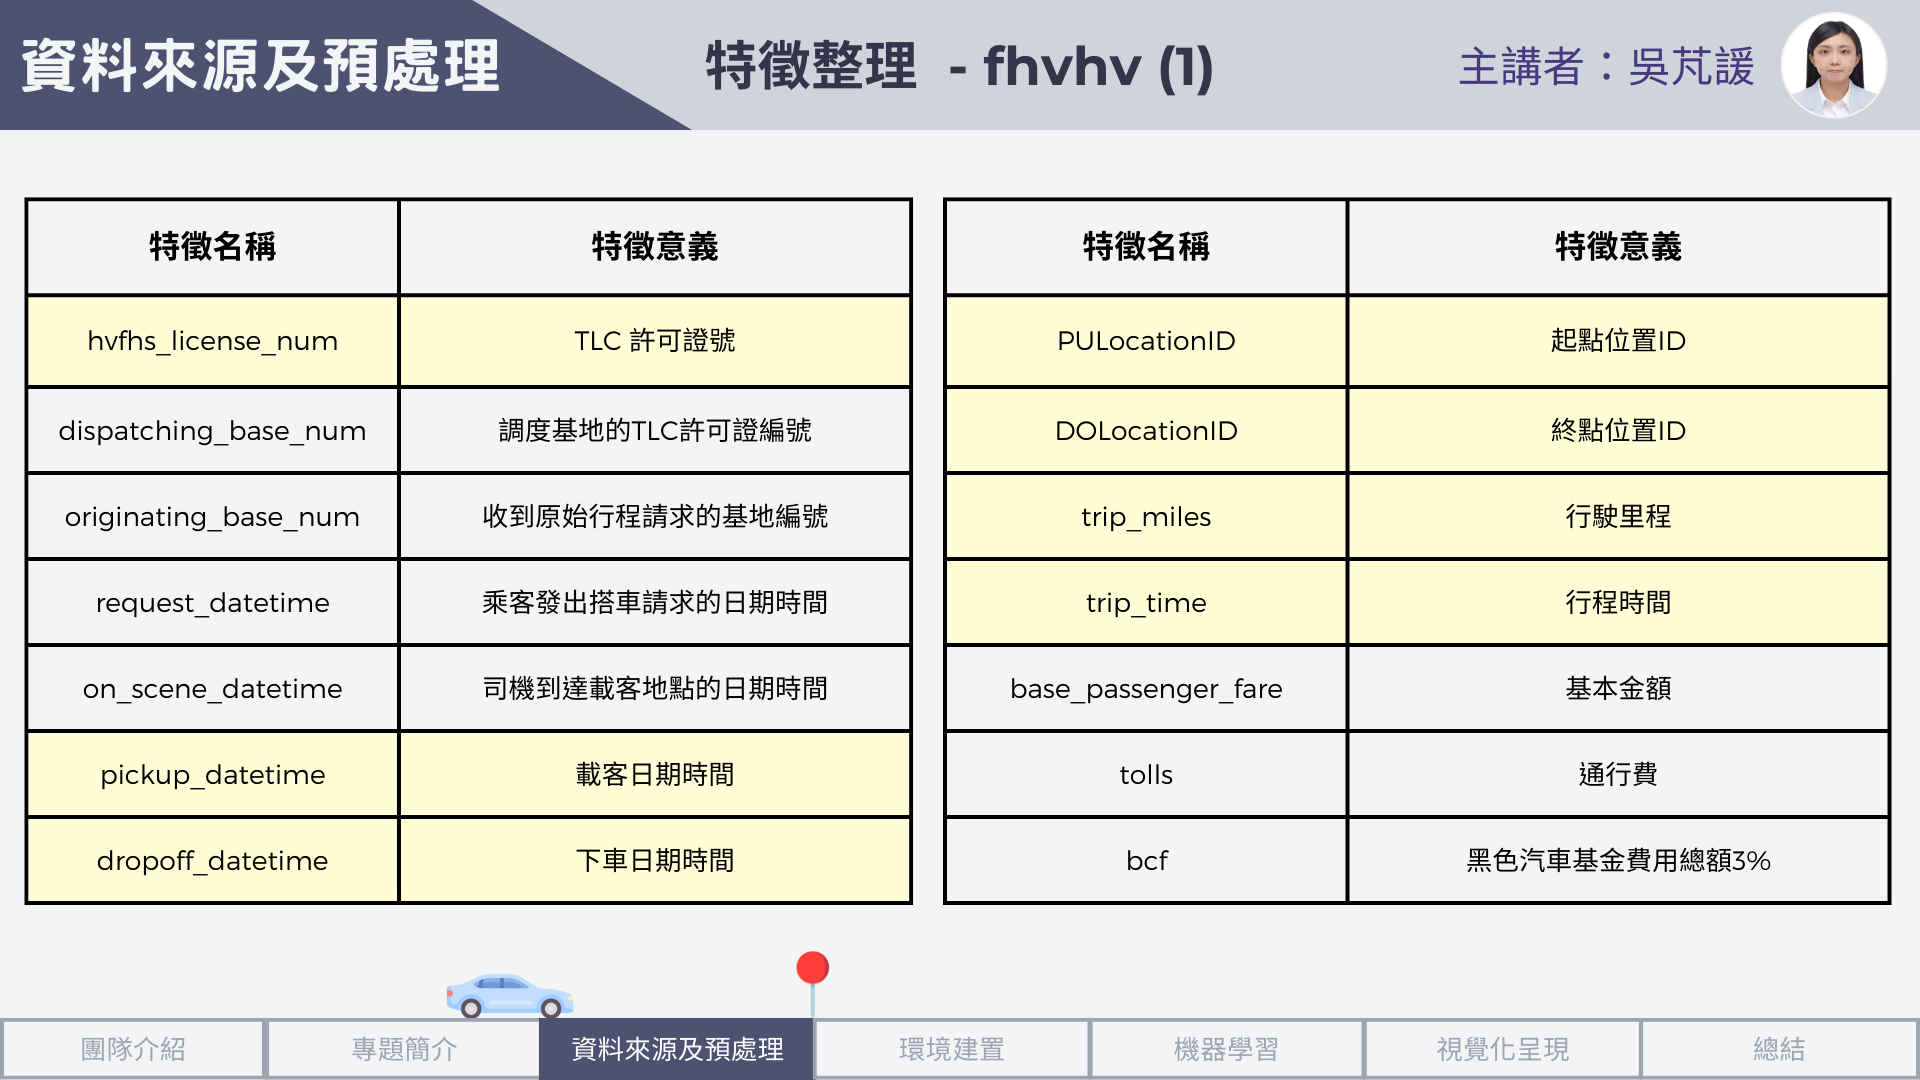 資料來源及預處理
特徵整理 - fhvhv (1)
主講者：吳芃諼
特徵名稱 特徵意義
hvfhs_license_num TLC 許可證號
dispatching_base_num 調度基地的TLC許可證編號
originating_base_num 收到原始行程請求的基地編號
request_datetime 乘客發出搭車請求的日期時間
on_scene_datetime 司機到達載客地點的日期時間
pickup_datetime 載客日期時間
dropoff_datetime 下車日期時間
特徵名稱 特徵意義
PULocationID 起點位置ID
DOLocationID 終點位置ID
trip_miles 行駛里程
trip_time 行程時間
base_passenger_fare 基本金額
tolls 通行費
bcf 黑色汽車基金費用總額3%
團隊介紹 專題簡介 資料來源及預處理 環境建置 機器學習 視覺化呈現 總結